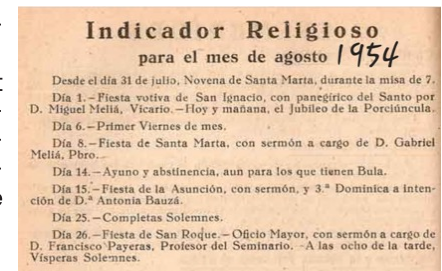 Indicador Religioso
para el mes de agosto 1954
Desde el día 31 de julio, Novena de Santa Marta, durante la misa de 7.
Día 1.—Fiesta votiva de San Ignacio, con panegírico del Santo por
D. Miguel Meliá, Vicario.—Hoy y mañana, el Jubileo de la Porciúncula.
Día 6.—Primer Viernes de mes.
Día 8.—Fiesta de Santa Marta, con sermón a cargo de D. Gabriel
Meliá, Pbro.—
Día 14.—Ayuno y abstinencia, aun para los que tienen Bula.
Día 15.—Fiesta de la Asunción, con sermón, y 3.ª Dominica a inten-
ción de D.ª Antonia Bauzá.
Día 25.—Completas Solemnes.
Día 26.—Fiesta de San Roque.—Oficio Mayor, con sermón a cargo de
D. Francisco Payeras, Profesor del Seminario.—A las ocho de la tarde,
Vísperas Solemnes.